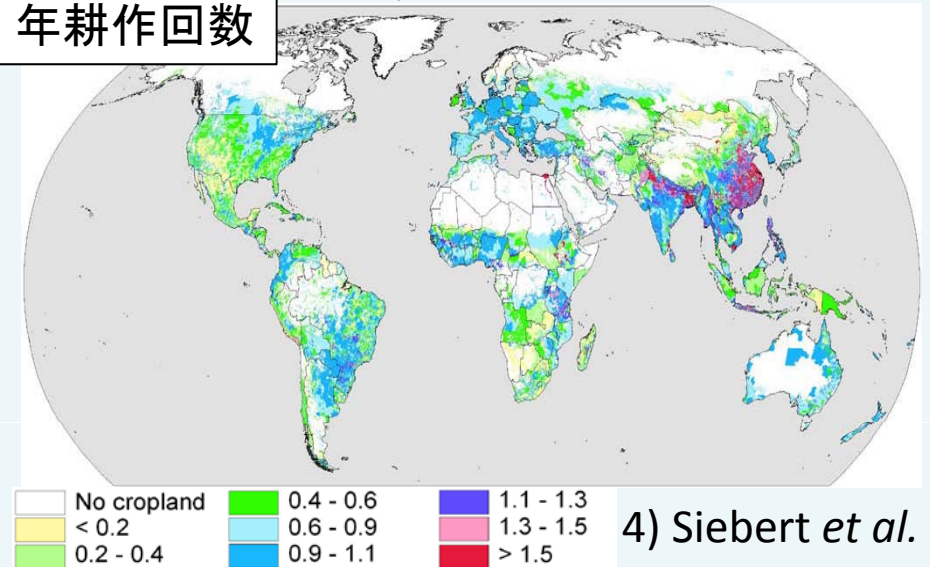 年耕作回数
No cropland
< 0.2
0.2 - 0.4
0.4 - 0.6
0.6 - 0.9
0.9 - 1.1
1.1 - 1.3
1.3 - 1.5
> 1.5
4) Siebert et al.